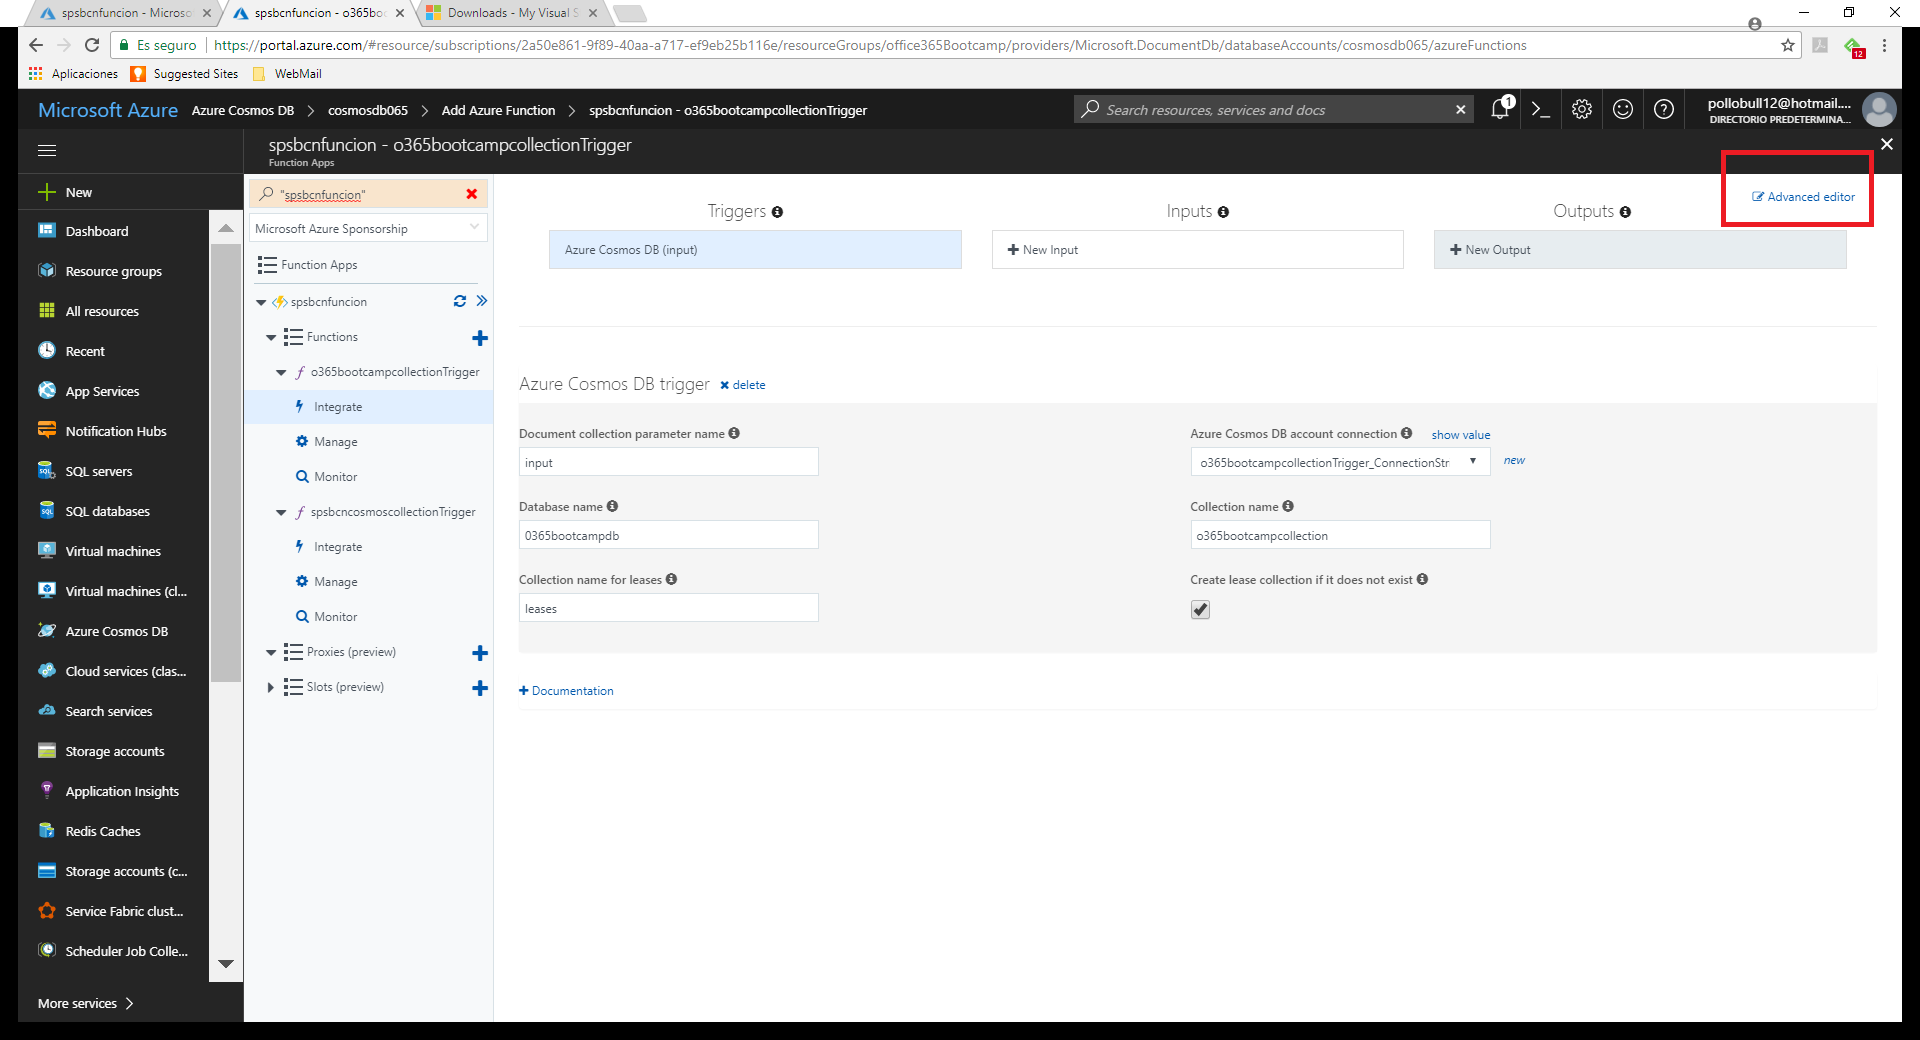 spsbcnfuncion - Microso
spsbcnfuncion - o365boo
Downloads - My Visual S
Es seguro
https://portal.azure.com/#resource/subscriptions/2a50e861-9f89-40aa-a717-ef9eb25b116e/resourceGroups/office365Bootcamp/providers/Microsoft.DocumentDb/databaseAccounts/cosmosdb065/azureFunctions
12
Aplicaciones
Suggested Sites
WebMail
Microsoft Azure
Azure Cosmos DB > cosmosdb065 > Add Azure Function > spsbcnfuncion - o365bootcampcollectionTrigger
Search resources, services and docs
1
pollobull12@hotmail....
DIRECTORIO PREDETERMINA...
spsbcnfuncion - o365bootcampcollectionTrigger
Function Apps
New
Dashboard
Resource groups
All resources
Recent
App Services
Notification Hubs
SQL servers
SQL databases
Virtual machines
Virtual machines (cl...
Azure Cosmos DB
Cloud services (clas...
Search services
Storage accounts
Application Insights
Redis Caches
Storage accounts (c...
Service Fabric clust...
Scheduler Job Colle...
More services >
"spsbcnfuncion"
Microsoft Azure Sponsorship
Function Apps
spsbcnfuncion
Functions
o365bootcampcollectionTrigger
Integrate
Manage
Monitor
spsbcncosmoscollectionTrigger
Integrate
Manage
Monitor
Proxies (preview)
Slots (preview)
Advanced editor
Triggers
Inputs
Outputs
Azure Cosmos DB (input)
New Input
New Output
Azure Cosmos DB trigger
delete
Document collection parameter name
input
Azure Cosmos DB account connection
show value
o365bootcampcollectionTrigger_ConnectionStr
new
Database name
0365bootcampdb
Collection name
o365bootcampcollection
Collection name for leases
leases
Create lease collection if it does not exist
Documentation